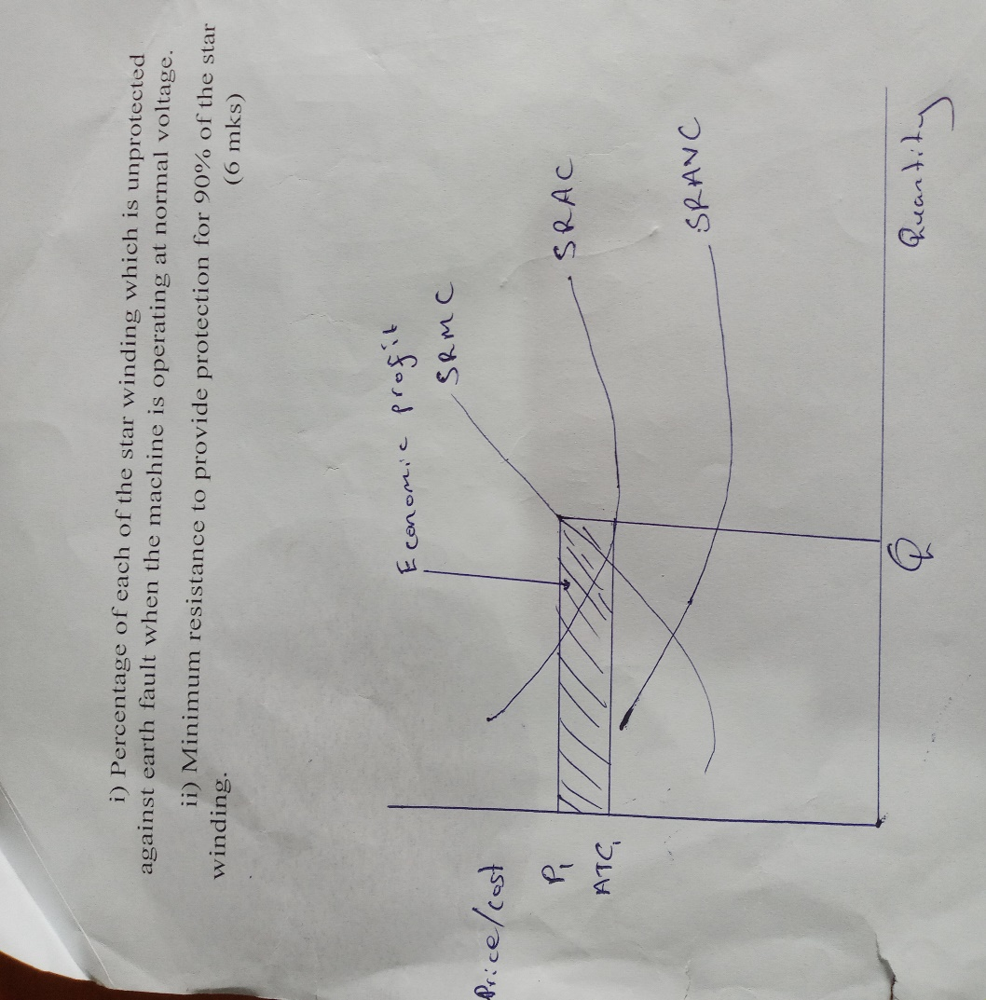 i) Percentage of each of the star winding which is unprotected
against earth fault when the machine is operating at normal voltage.
ii) Minimum resistance to provide protection for 90% of the star
winding.
(6 mks)
Economic profit
Price/cost
SRMC
P1
SRAC
ATC1
SRAVC
Q
Quantity